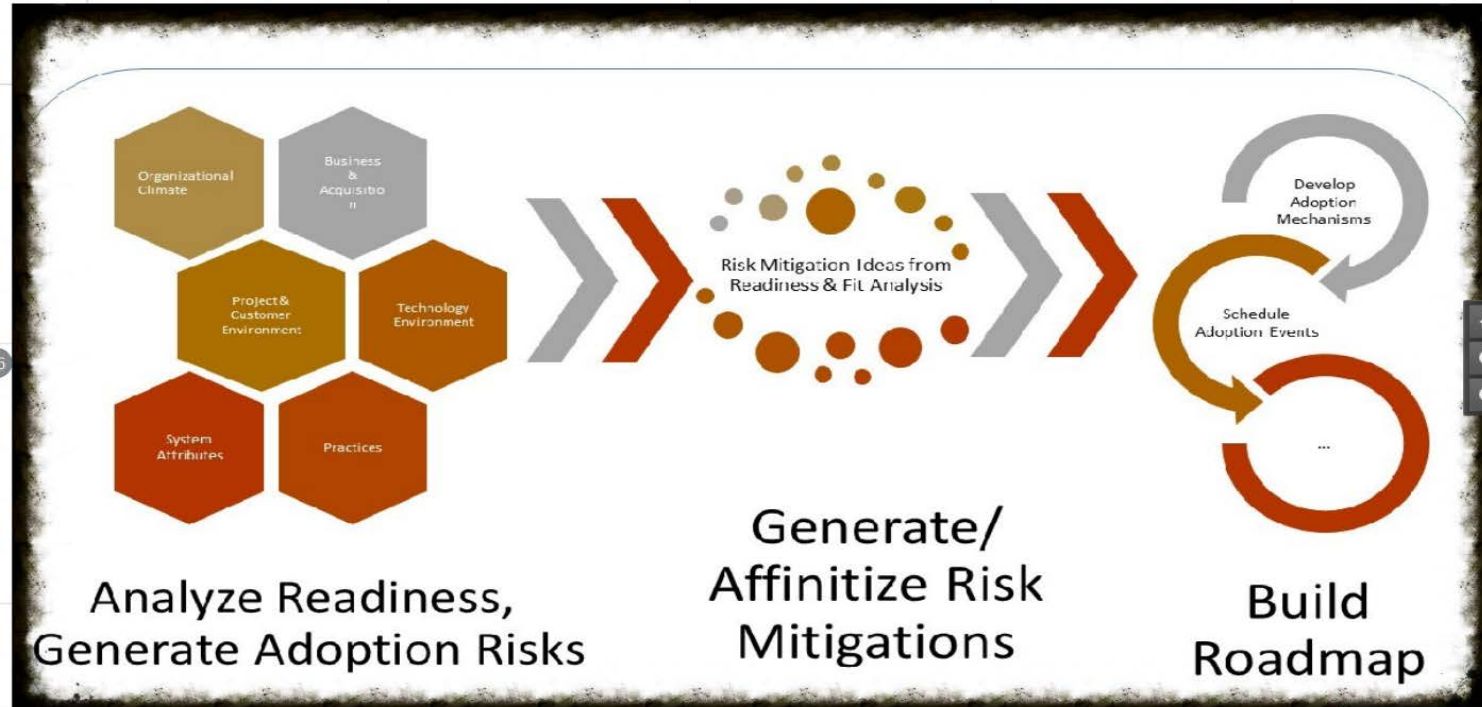 Organizational
Climate
Business
&
Acquisitio
n
Project &
Customer
Environment
Technology
Environment
System
Attributes
Practices
Analyze Readiness,
Generate Adoption Risks
Risk Mitigation Ideas from
Readiness & Fit Analysis
Generate/
Affinitize Risk
Mitigations
Develop
Adoption
Mechanisms
Schedule
Adoption Events
...
Build
Roadmap